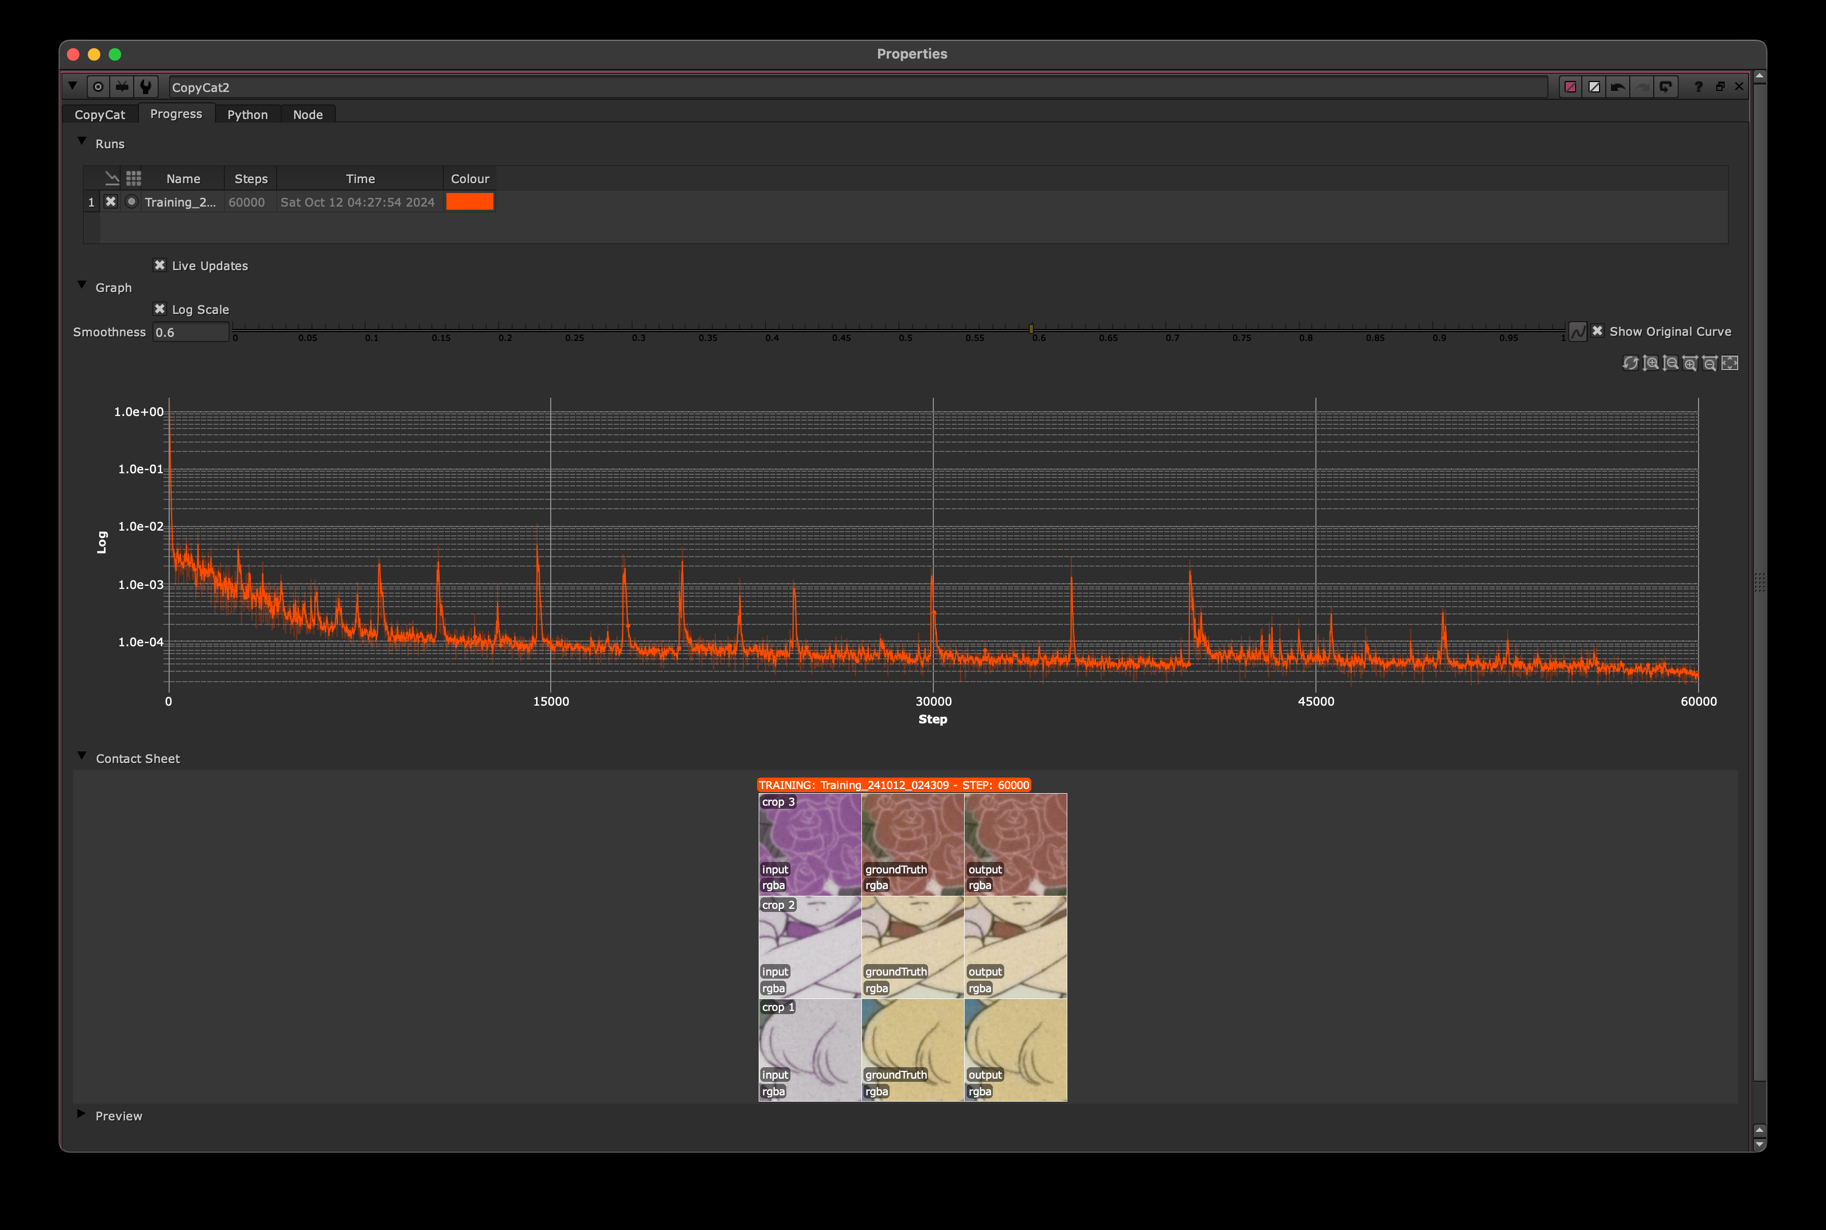 Properties
CopyCat2
?
CopyCat Progress Python Node
Runs
Name Steps Time Colour
1 Training_2... 60000 Sat Oct 12 04:27:54 2024
Live Updates
Graph
Log Scale
Smoothness 0.6 0 0.05 0.1 0.15 0.2 0.25 0.3 0.35 0.4 0.45 0.5 0.55 0.6 0.65 0.7 0.75 0.8 0.85 0.9 0.95 1 Show Original Curve
1.0e+00
1.0e-01
1.0e-02
Log
1.0e-03
1.0e-04
0 15000 30000 45000 60000
Step
Contact Sheet
TRAINING: Training_241012_024309 - STEP: 60000
crop 3
input groundTruth output
rgba rgba rgba
crop 2
input groundTruth output
rgba rgba rgba
crop 1
input groundTruth output
rgba rgba rgba
Preview